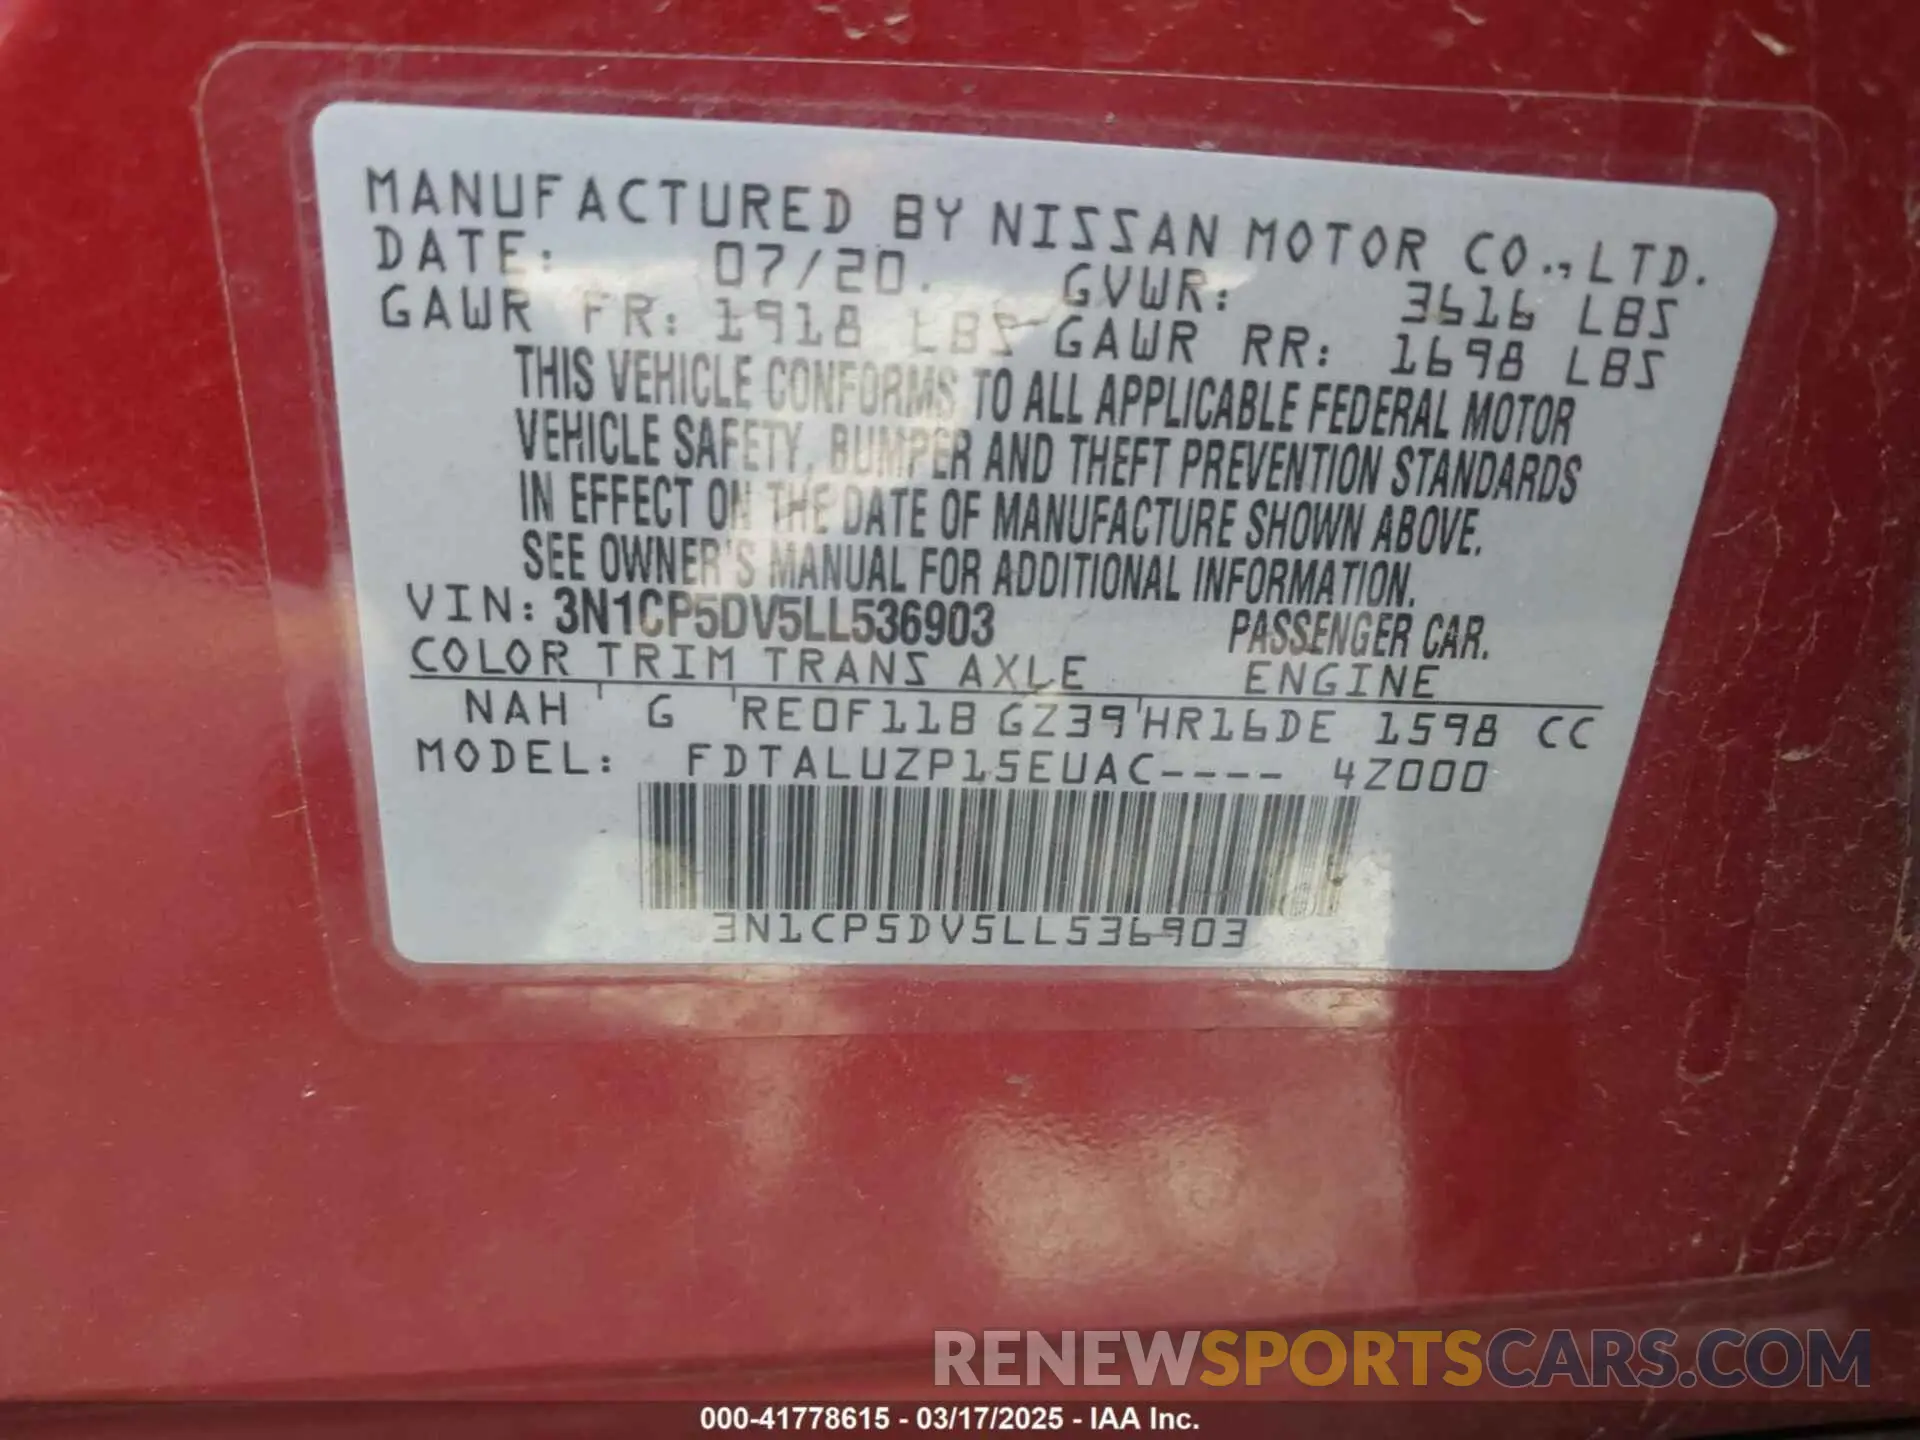 MANUFACTURED BY NISSAN MOTOR CO.,LTD.
DATE: 07/20. GVWR: 3616 LBS
GAWR FR: 1918 LBS GAWR RR: 1698 LBS
THIS VEHICLE CONFORMS TO ALL APPLICABLE FEDERAL MOTOR
VEHICLE SAFETY, BUMPER AND THEFT PREVENTION STANDARDS
IN EFFECT ON THE DATE OF MANUFACTURE SHOWN ABOVE.
SEE OWNER'S MANUAL FOR ADDITIONAL INFORMATION.
VIN: 3N1CP5DV5LL536903 PASSENGER CAR.
COLOR TRIM TRANS AXLE ENGINE
NAH ' G 'RE0F11B GZ39'HR16DE 1598 CC
MODEL: FDTALUZP15EUAC---- 4Z000
3N1CP5DV5LL536903
RENEWSPORTSCARS.COM
000-41778615 - 03/17/2025 - IAA Inc.